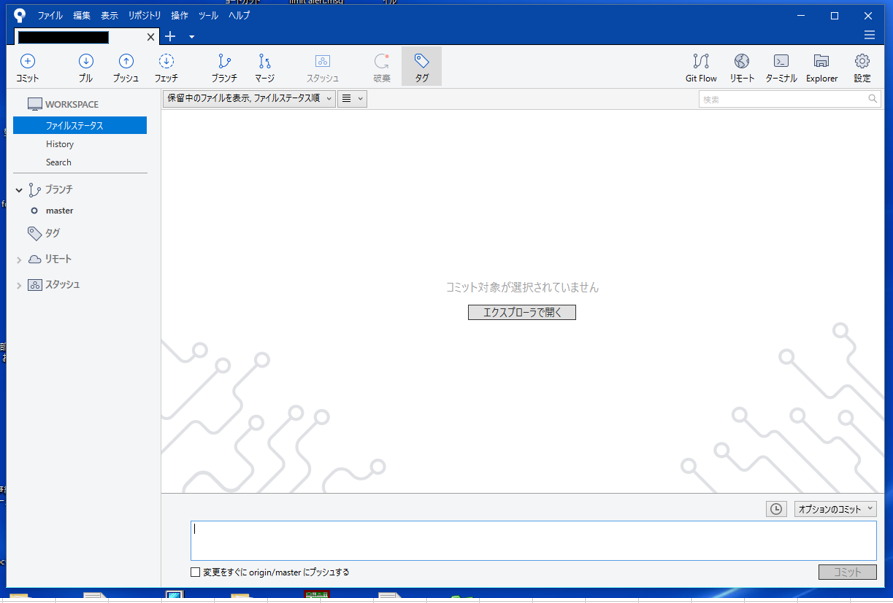 ファイル 編集 表示 リポジトリ 操作 ツール ヘルプ
コミット プル プッシュ フェッチ ブランチ マージ スタッシュ 破棄 タグ Git Flow リモート ターミナル Explorer 設定
WORKSPACE
ファイルステータス
History
Search
ブランチ
master
タグ
リモート
スタッシュ
保留中のファイルを表示, ファイルステータス順
検索
コミット対象が選択されていません
エクスプローラで開く
オプションのコミット
変更をすぐに origin/master にプッシュする
コミット